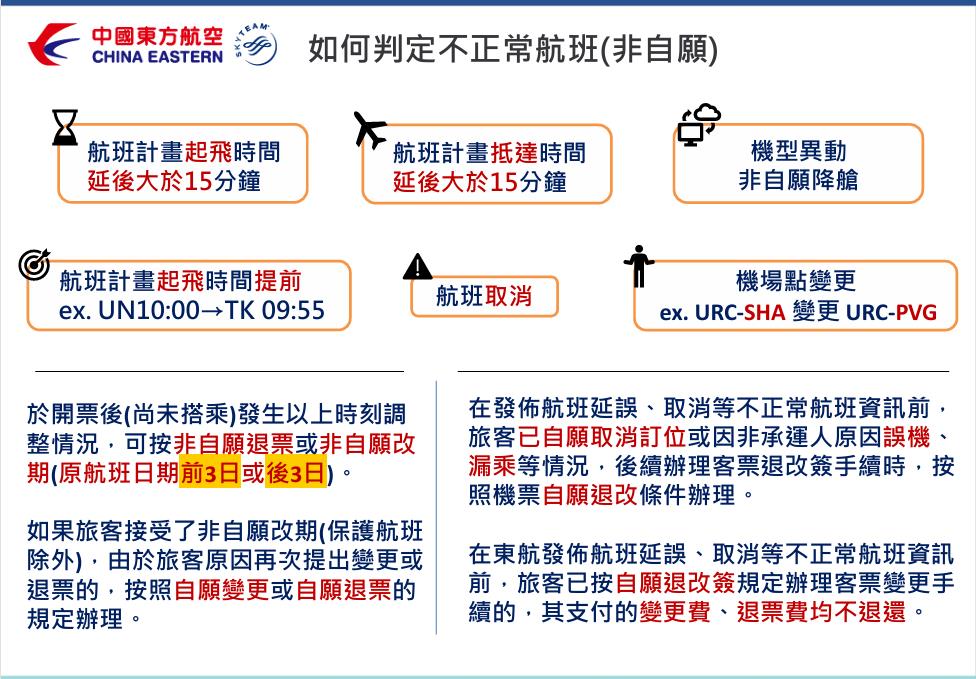 中國東方航空
CHINA EASTERN
SKYTEAM
如何判定不正常航班(非自願)
航班計畫起飛時間
延後大於15分鐘
航班計畫抵達時間
延後大於15分鐘
機型異動
非自願降艙
航班計畫起飛時間提前
ex. UN10:00→TK 09:55
航班取消
機場點變更
ex. URC-SHA 變更 URC-PVG
於開票後(尚未搭乘)發生以上時刻調
整情況，可按非自願退票或非自願改
期(原航班日期前3日或後3日)。
如果旅客接受了非自願改期(保護航班
除外)，由於旅客原因再次提出變更或
退票的，按照自願變更或自願退票的
規定辦理。
在發佈航班延誤、取消等不正常航班資訊前，
旅客已自願取消訂位或因非承運人原因誤機、
漏乘等情況，後續辦理客票退改簽手續時，按
照機票自願退改條件辦理。
在東航發佈航班延誤、取消等不正常航班資訊
前，旅客已按自願退改簽規定辦理客票變更手
續的，其支付的變更費、退票費均不退還。